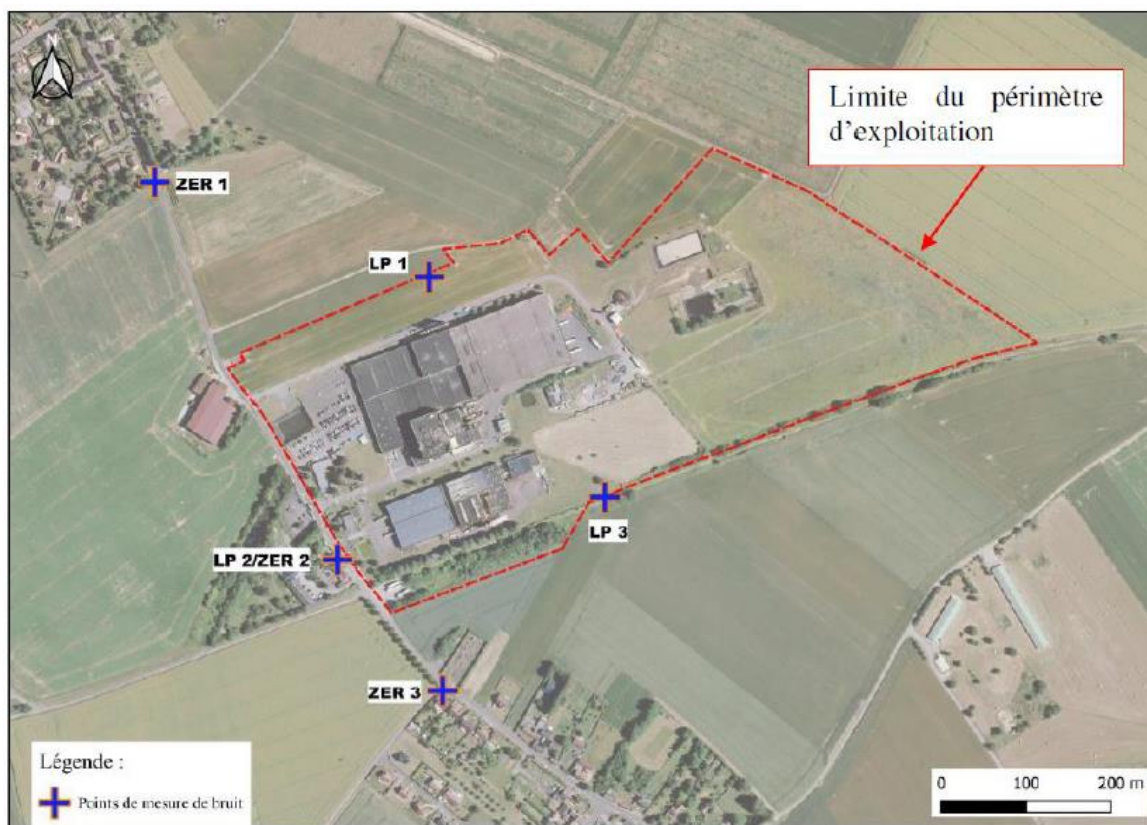 Limite du périmètre
d'exploitation
ZER 1
LP 1
LP 3
LP 2/ZER 2
ZER 3
Légende :
Points de mesure de bruit
0 100 200 m